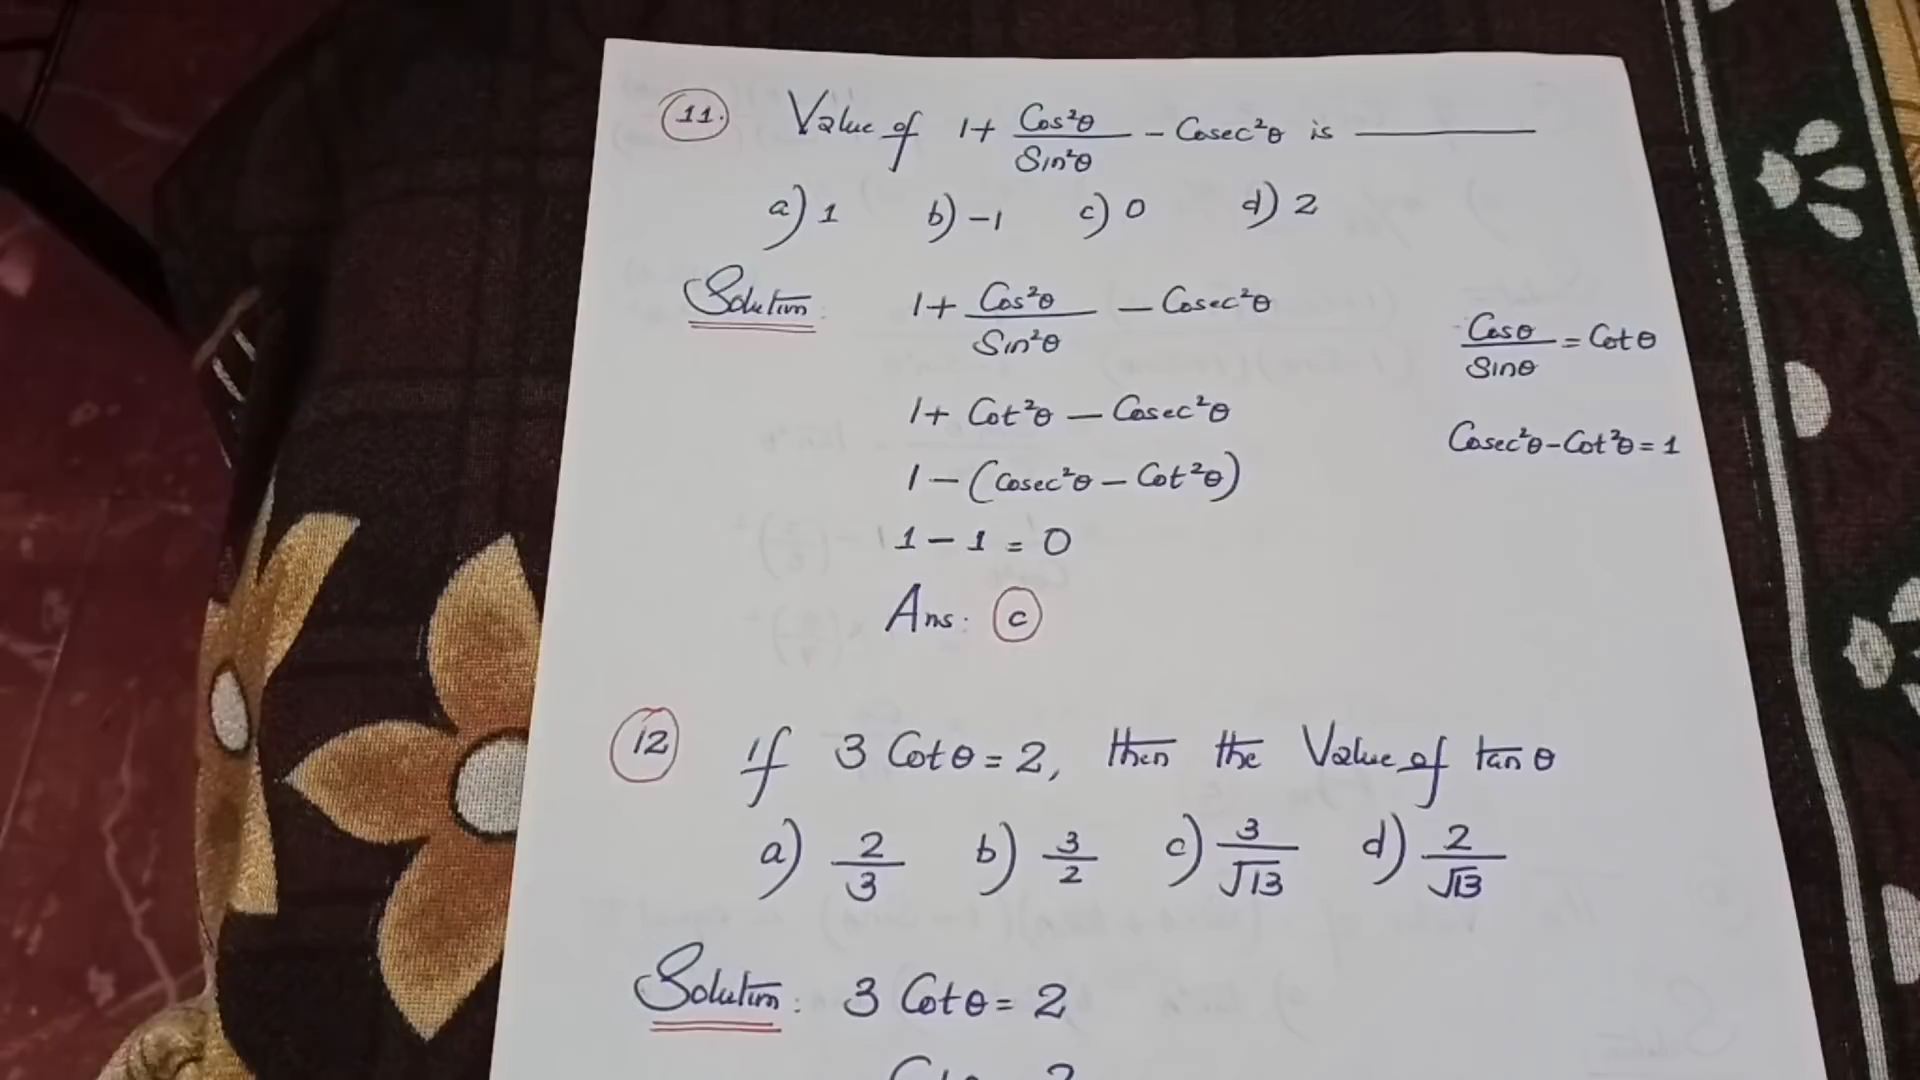 11. Value of 1 + Cos²θ/Sin²θ - Cosec²θ is ______
a) 1 b) -1 c) 0 d) 2
Solution: 1 + Cos²θ/Sin²θ - Cosec²θ
Cosθ/Sinθ = Cotθ
1 + Cot²θ - Cosec²θ
Cosec²θ - Cot²θ = 1
1 - (Cosec²θ - Cot²θ)
1 - 1 = 0
Ans: c
12 If 3 Cotθ = 2, then the Value of tanθ
a) 2/3 b) 3/2 c) 3/√13 d) 2/√13
Solution: 3 Cotθ = 2